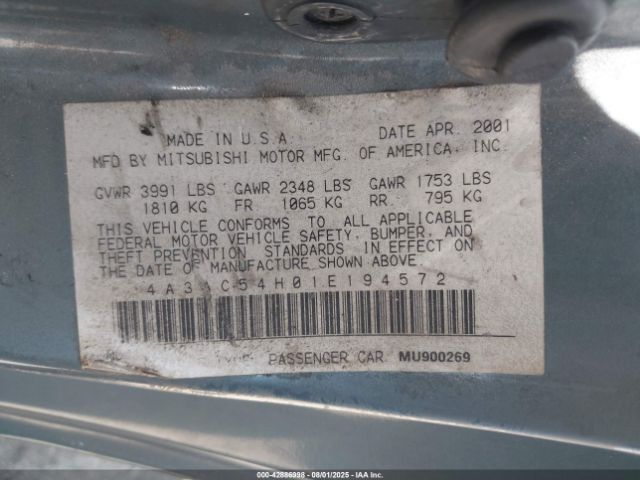 MADE IN U.S.A. DATE APR. 2001
MFD BY MITSUBISHI MOTOR MFG. OF AMERICA, INC.
GVWR 3991 LBS GAWR 2348 LBS GAWR 1753 LBS
1810 KG FR 1065 KG RR 795 KG
THIS VEHICLE CONFORMS TO ALL APPLICABLE
FEDERAL MOTOR VEHICLE SAFETY, BUMPER, AND
THEFT PREVENTION STANDARDS IN EFFECT ON
THE DATE OF MANUFACTURE SHOWN ABOVE.
PASSENGER CAR MU900269
000-42886998 - 08/01/2025 - IAA Inc.